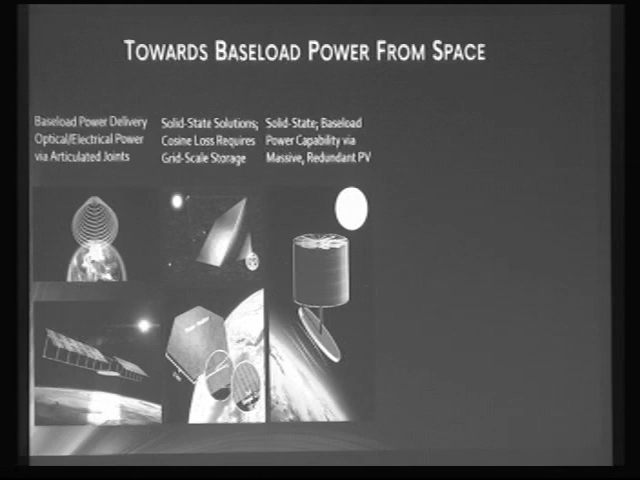 TOWARDS BASELOAD POWER FROM SPACE
Baseload Power Delivery
Optical/Electrical Power
via Articulated Joints
Solid-State Solutions;
Cosine Loss Requires
Grid-Scale Storage
Solid-State; Baseload
Power Capability via
Massive, Redundant PV